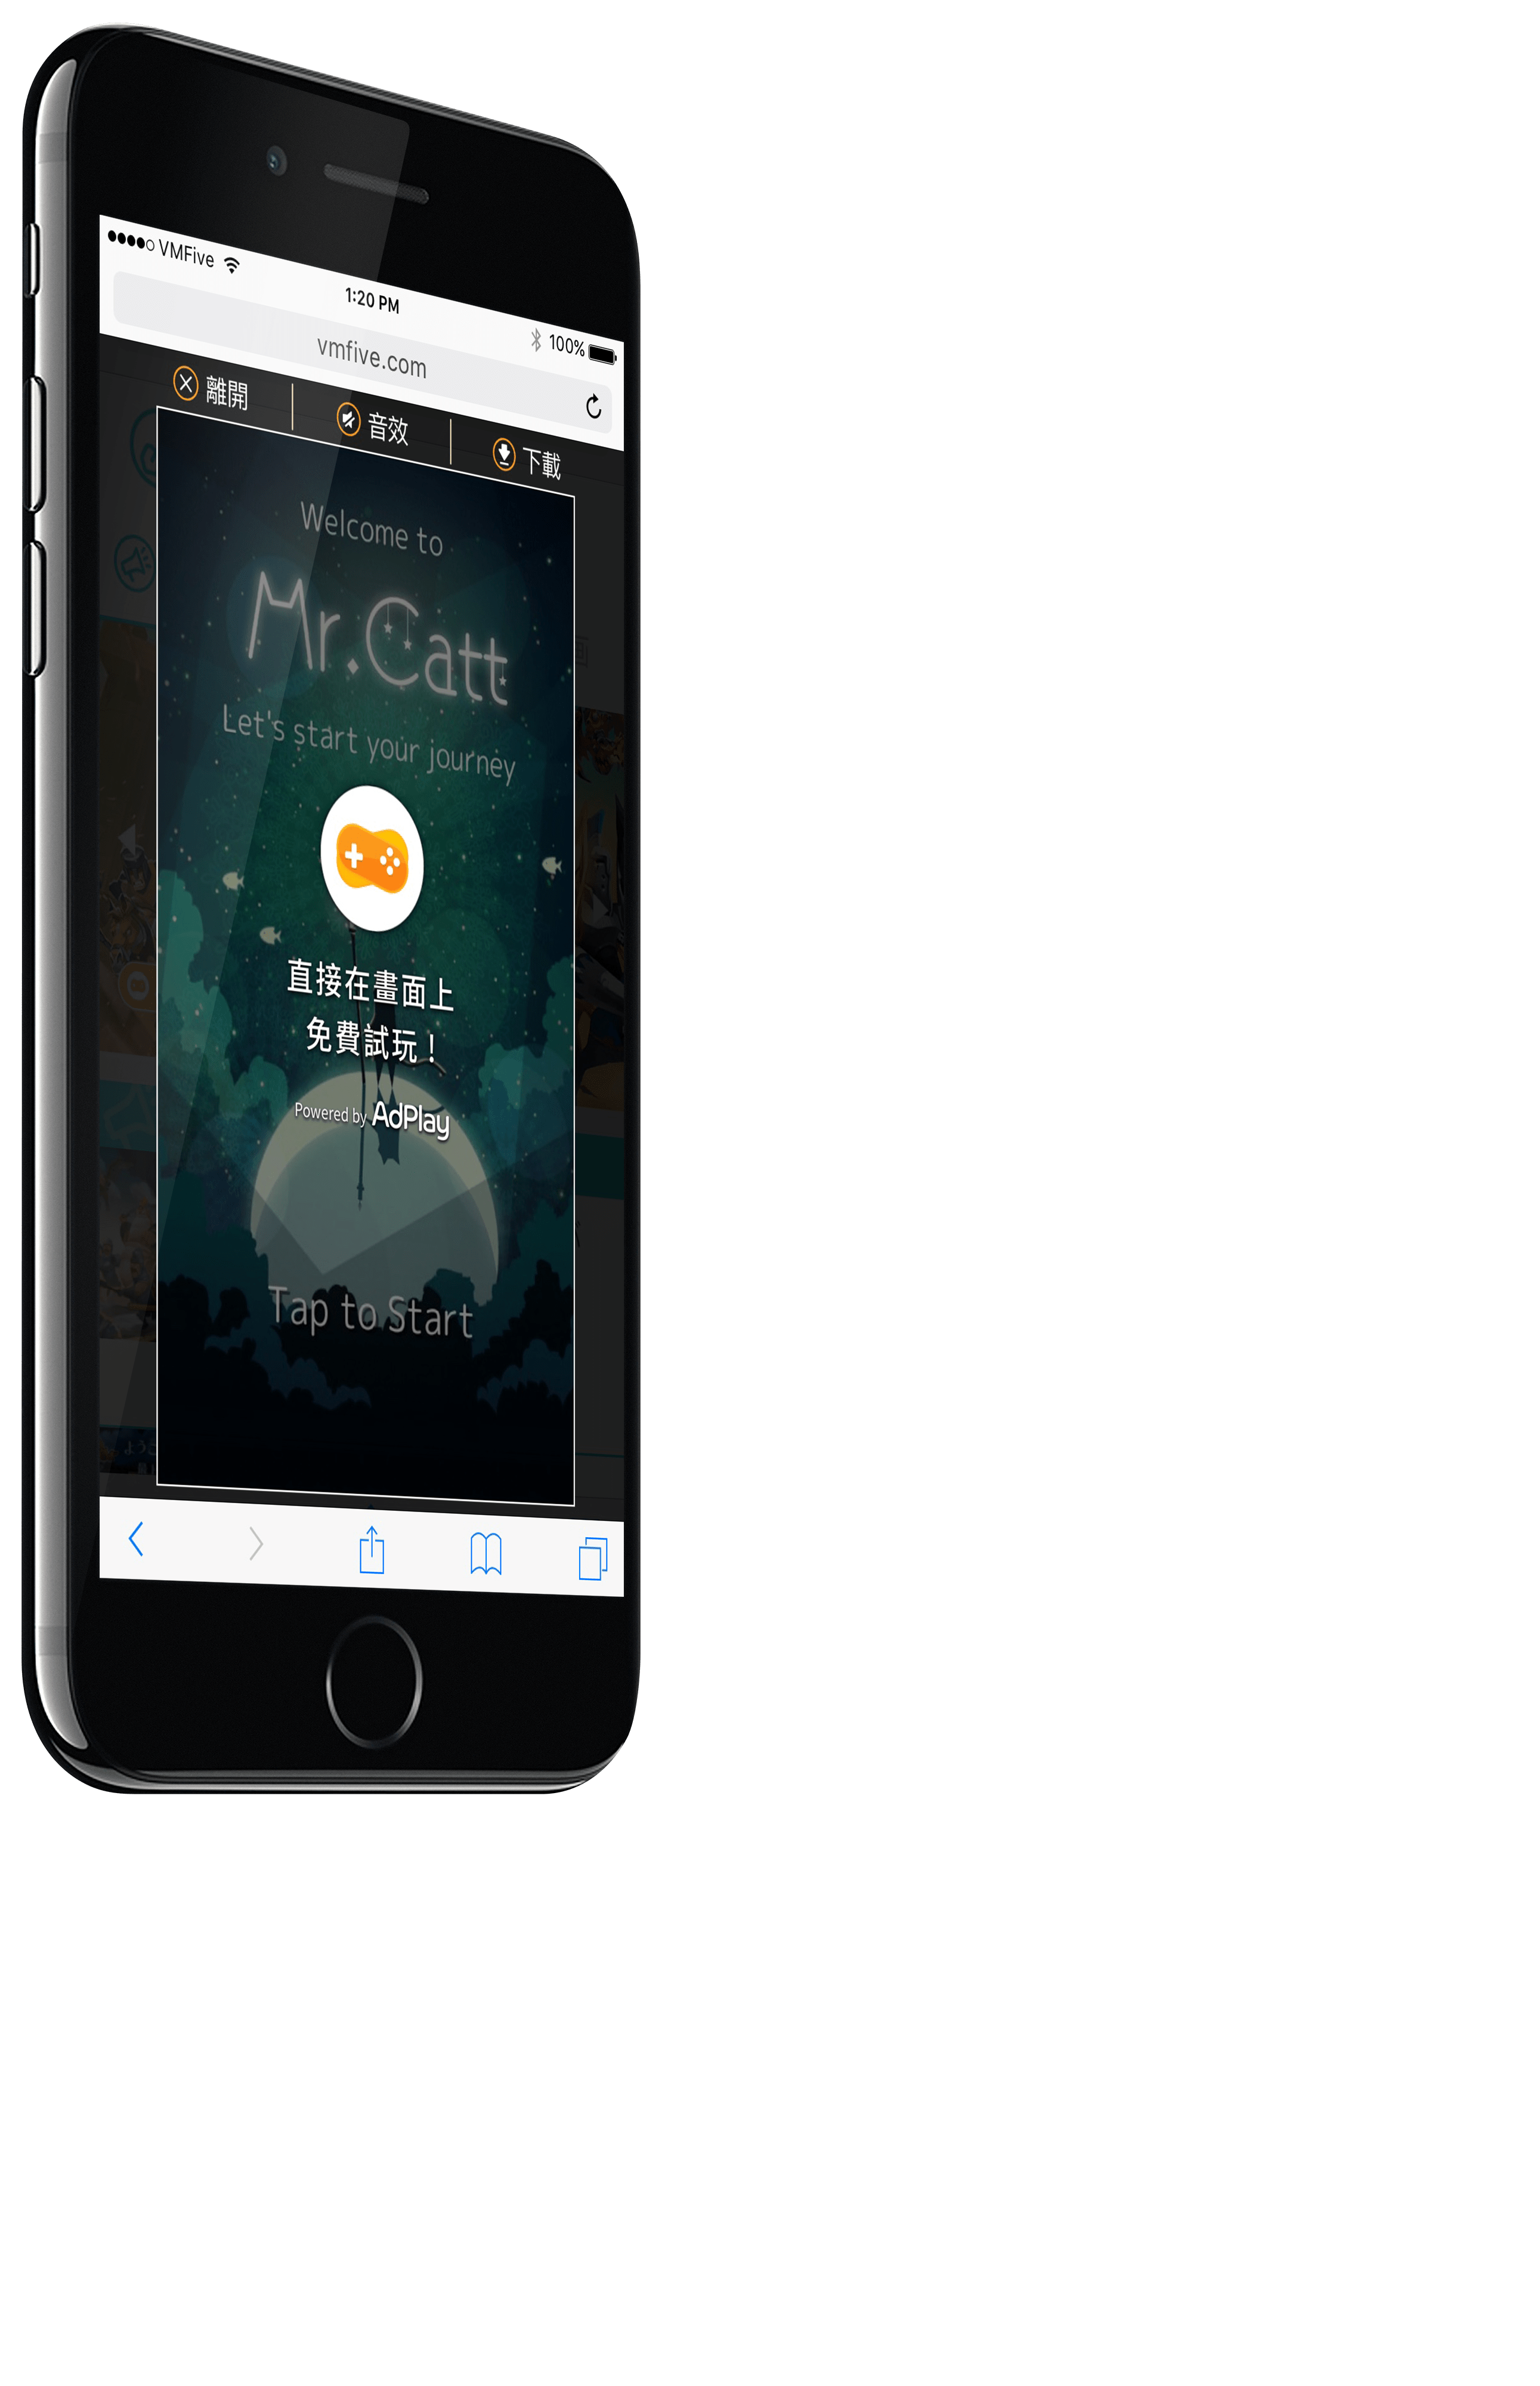 VMFive
1:20 PM
100%
vmfive.com
離開
音效
下載
Welcome to
Mr.Catt
Let's start your journey
直接在畫面上
免費試玩！
Powered by AdPlay
Tap to Start